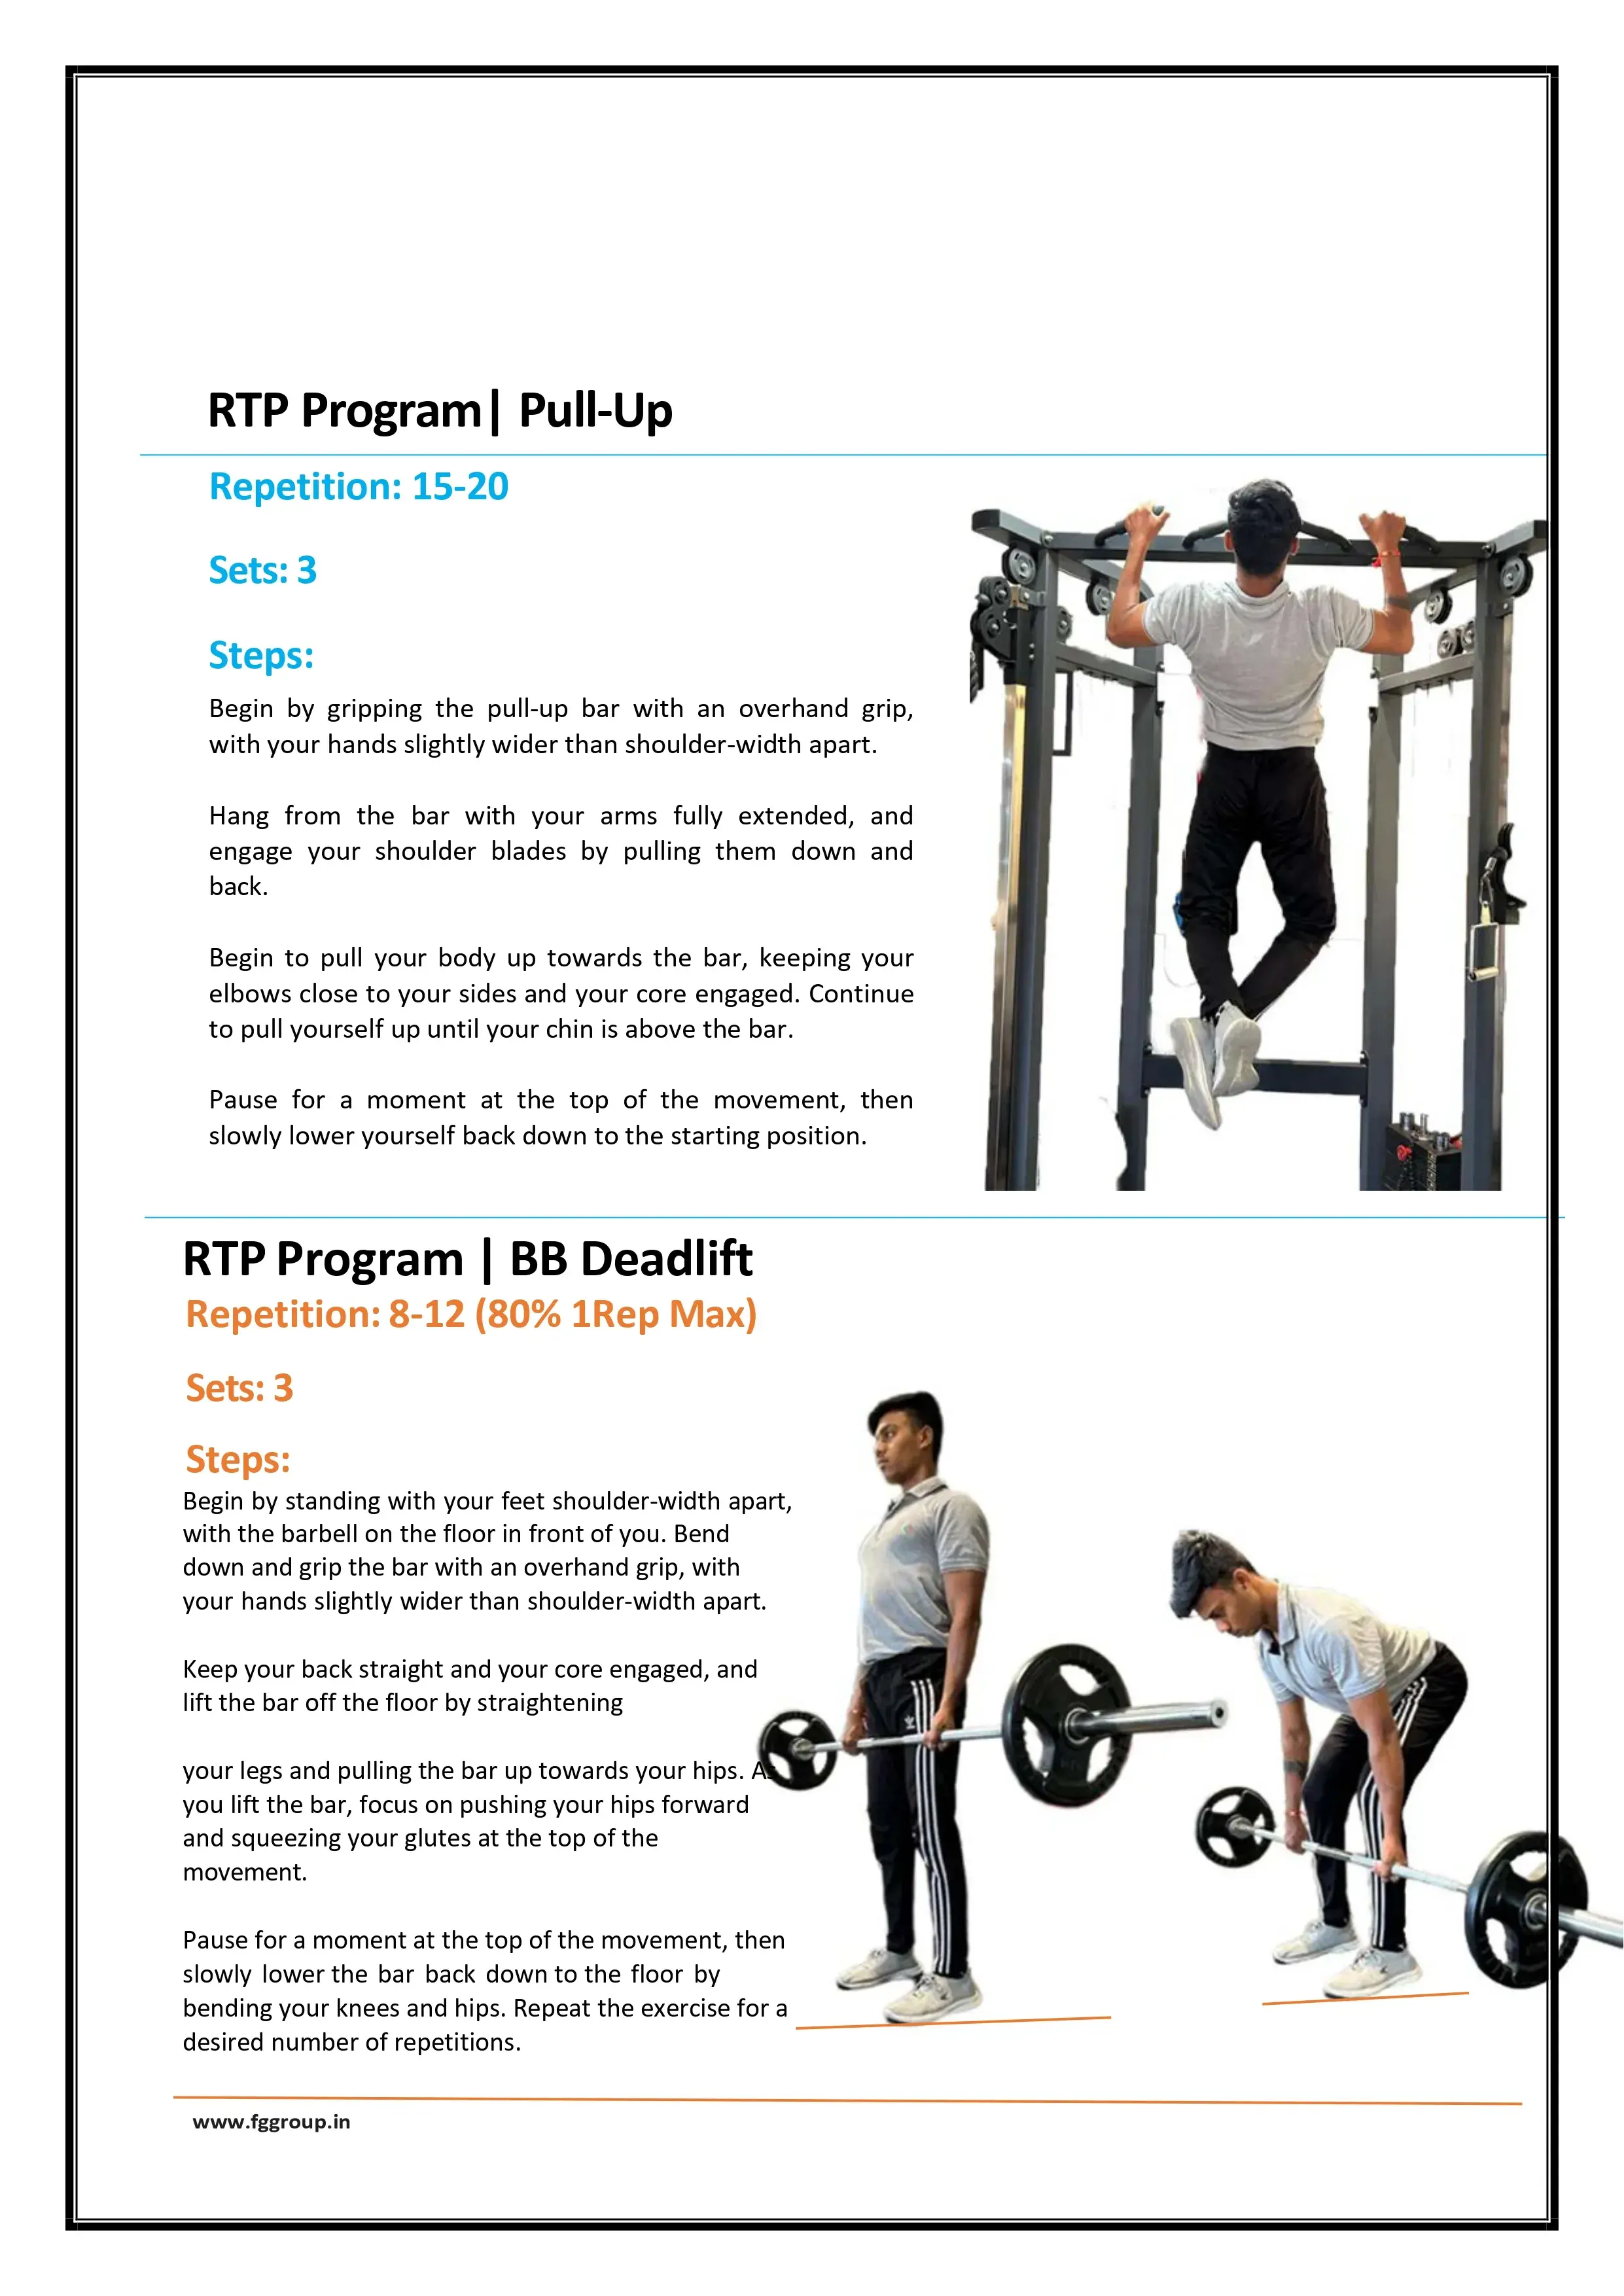 RTP Program| Pull-Up
Repetition: 15-20
Sets: 3
Steps:
Begin by gripping the pull-up bar with an overhand grip,
with your hands slightly wider than shoulder-width apart.
Hang from the bar with your arms fully extended, and
engage your shoulder blades by pulling them down and
back.
Begin to pull your body up towards the bar, keeping your
elbows close to your sides and your core engaged. Continue
to pull yourself up until your chin is above the bar.
Pause for a moment at the top of the movement, then
slowly lower yourself back down to the starting position.
RTP Program | BB Deadlift
Repetition: 8-12 (80% 1Rep Max)
Sets: 3
Steps:
Begin by standing with your feet shoulder-width apart,
with the barbell on the floor in front of you. Bend
down and grip the bar with an overhand grip, with
your hands slightly wider than shoulder-width apart.
Keep your back straight and your core engaged, and
lift the bar off the floor by straightening
your legs and pulling the bar up towards your hips. As
you lift the bar, focus on pushing your hips forward
and squeezing your glutes at the top of the
movement.
Pause for a moment at the top of the movement, then
slowly lower the bar back down to the floor by
bending your knees and hips. Repeat the exercise for a
desired number of repetitions.
www.fggroup.in